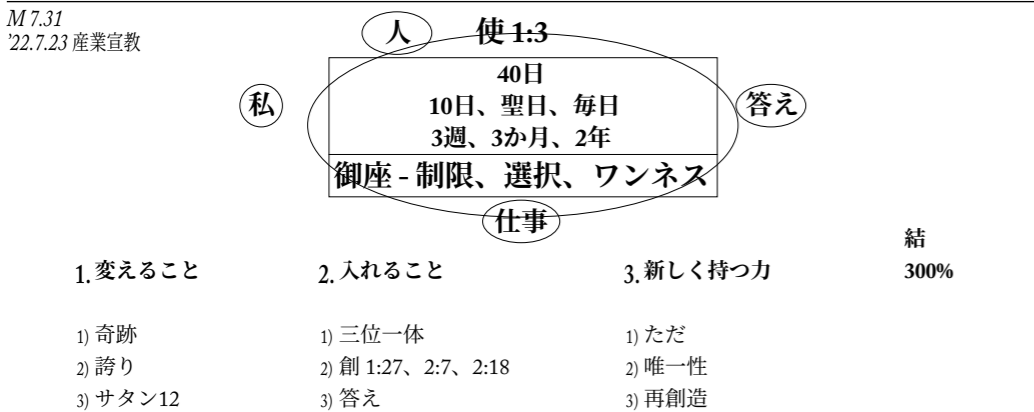 M 7.31
'22.7.23 産業宣教
人
使 1:3
40日
10日、聖日、毎日
3週、3か月、2年
私
答え
御座 - 制限、選択、ワンネス
仕事
結
1. 変えること
2. 入れること
3. 新しく持つ力
300%
1) 奇跡
1) 三位一体
1) ただ
2) 誇り
2) 創 1:27、2:7、2:18
2) 唯一性
3) サタン12
3) 答え
3) 再創造